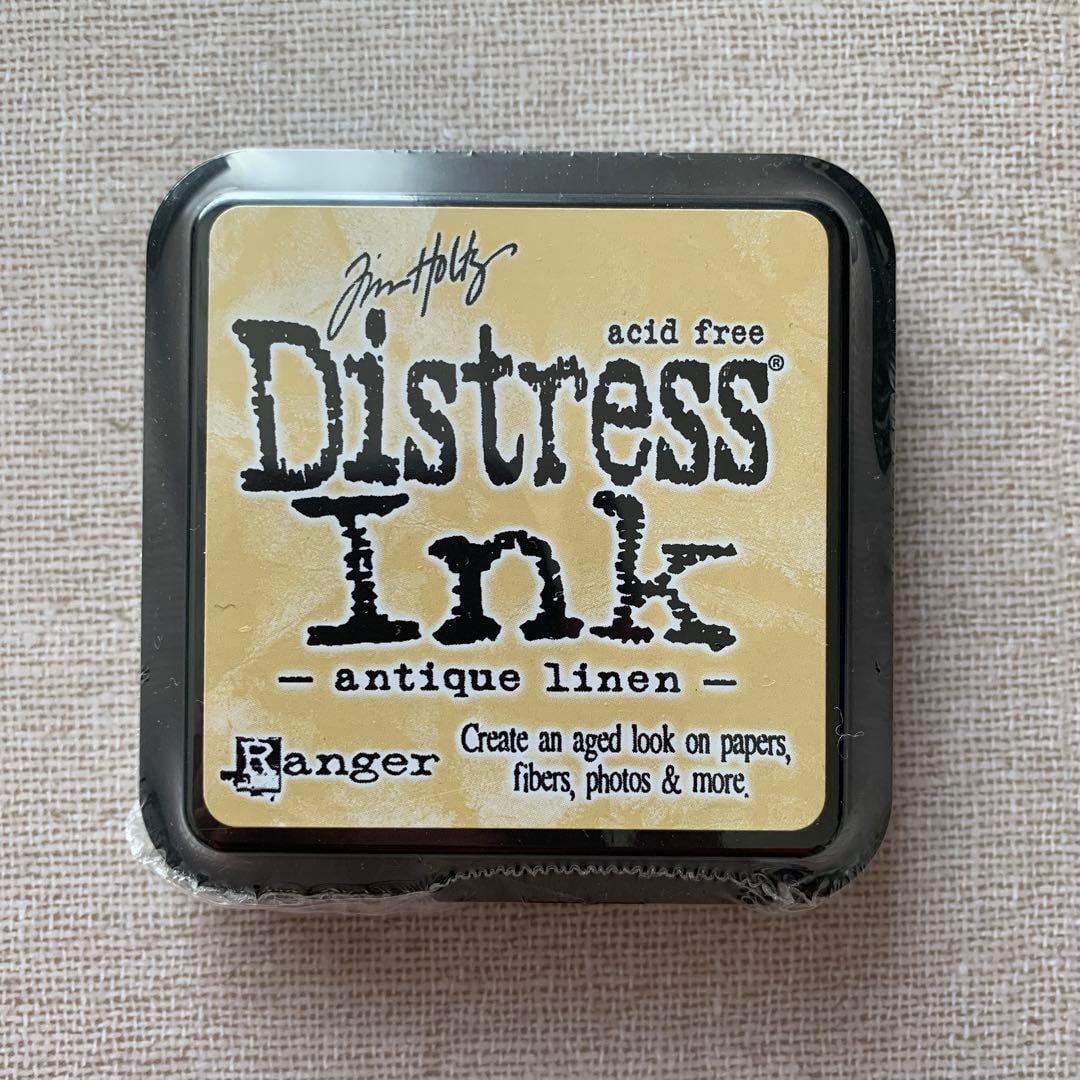 Tim Holtz
acid free
Distress®
Ink
— antique linen —
Ranger
Create an aged look on papers,
fibers, photos & more.